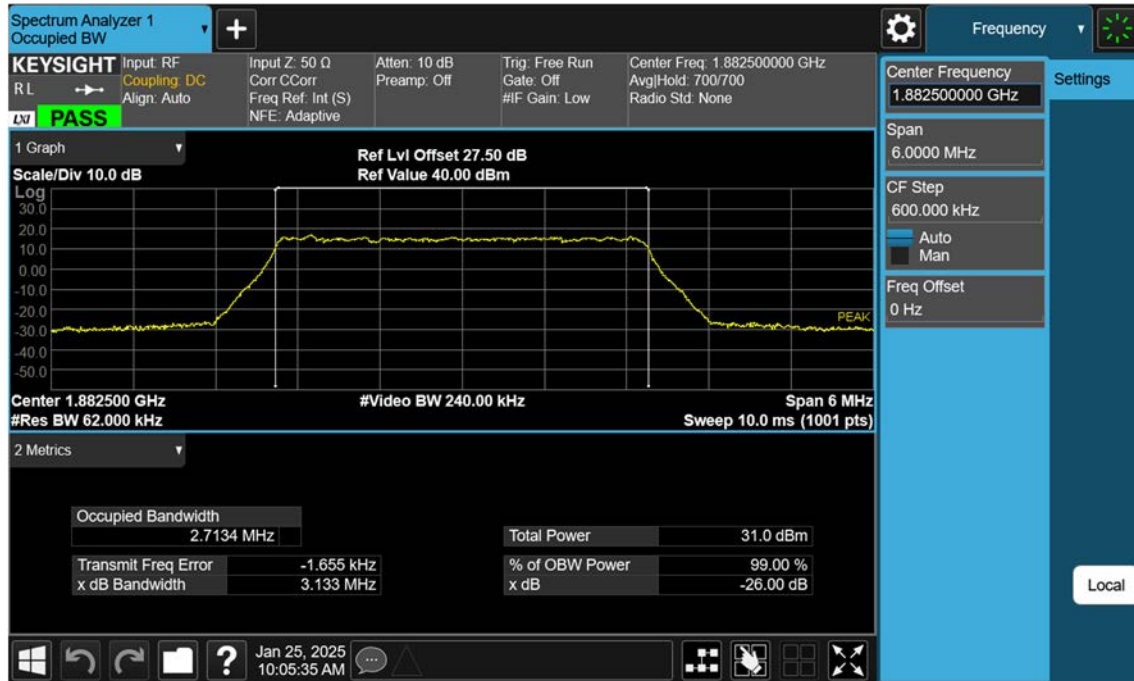 Spectrum Analyzer 1
Occupied BW
+
Frequency
KEYSIGHT
R L
LXI PASS
Input: RF
Coupling: DC
Align: Auto
Input Z: 50 Ω
Corr CCorr
Freq Ref: Int (S)
NFE: Adaptive
Atten: 10 dB
Preamp: Off
Trig: Free Run
Gate: Off
#IF Gain: Low
Center Freq: 1.882500000 GHz
Avg|Hold: 700/700
Radio Std: None
Center Frequency
1.882500000 GHz
Settings
Span
6.0000 MHz
CF Step
600.000 kHz
Auto
Man
Freq Offset
0 Hz
Local
1 Graph
Scale/Div 10.0 dB
Ref Lvl Offset 27.50 dB
Ref Value 40.00 dBm
Log
30.0
20.0
10.0
0.00
-10.0
-20.0
-30.0
-40.0
-50.0
PEAK
Center 1.882500 GHz
#Video BW 240.00 kHz
Span 6 MHz
#Res BW 62.000 kHz
Sweep 10.0 ms (1001 pts)
2 Metrics
Occupied Bandwidth
2.7134 MHz
Total Power 31.0 dBm
Transmit Freq Error -1.655 kHz
% of OBW Power 99.00 %
x dB Bandwidth 3.133 MHz
x dB -26.00 dB
?
Jan 25, 2025
10:05:35 AM